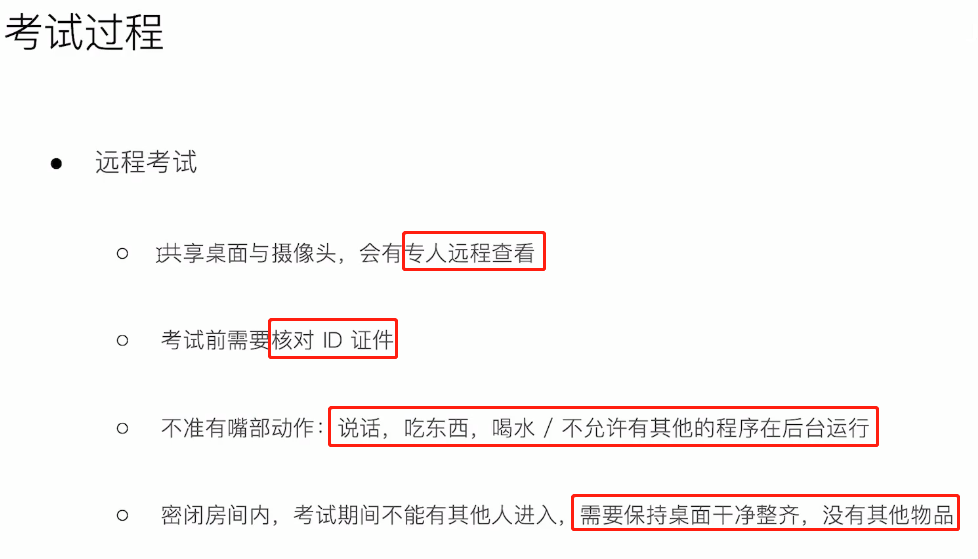 考试过程
● 远程考试
○ 共享桌面与摄像头，会有专人远程查看
○ 考试前需要核对 ID 证件
○ 不准有嘴部动作：说话，吃东西，喝水 / 不允许有其他的程序在后台运行
○ 密闭房间内，考试期间不能有其他人进入，需要保持桌面干净整齐，没有其他物品